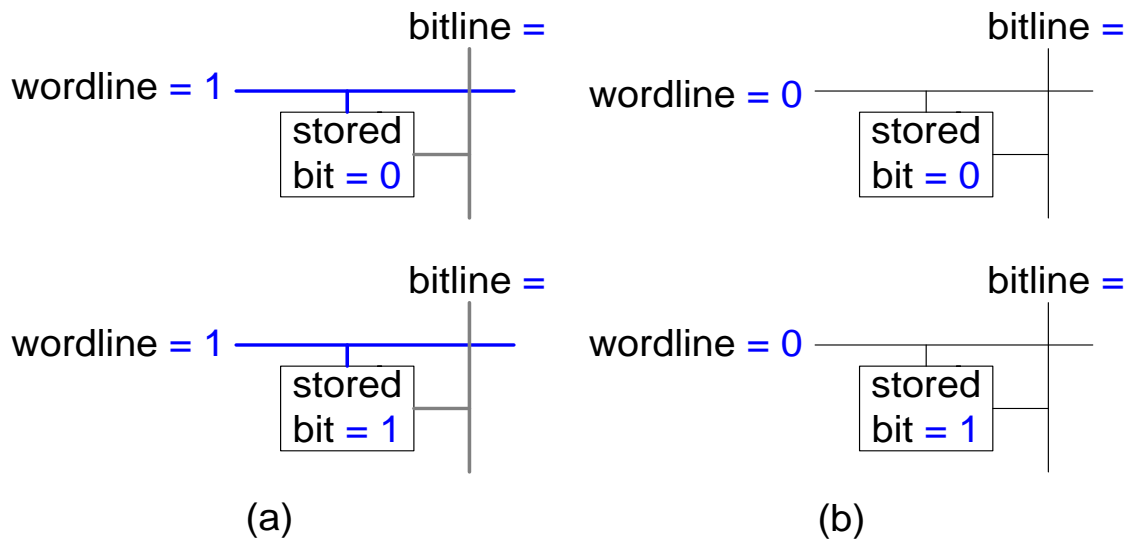 bitline =
wordline = 1
stored
bit = 0
bitline =
wordline = 0
stored
bit = 0
bitline =
wordline = 1
stored
bit = 1
bitline =
wordline = 0
stored
bit = 1
(a)
(b)